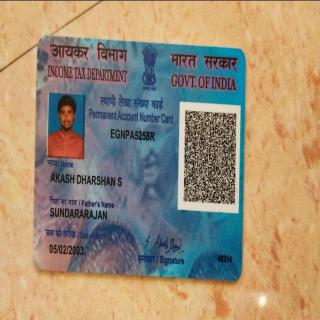 आयकर विभाग
INCOME TAX DEPARTMENT
भारत सरकार
GOVT. OF INDIA
स्थायी लेखा संख्या कार्ड
Permanent Account Number Card
EGNPA5258R
नाम / Name
AKASH DHARSHAN S
पिता का नाम / Father's Name
SUNDARARAJAN
जन्म की तारीख / Date of Birth
05/02/2003
हस्ताक्षर / Signature